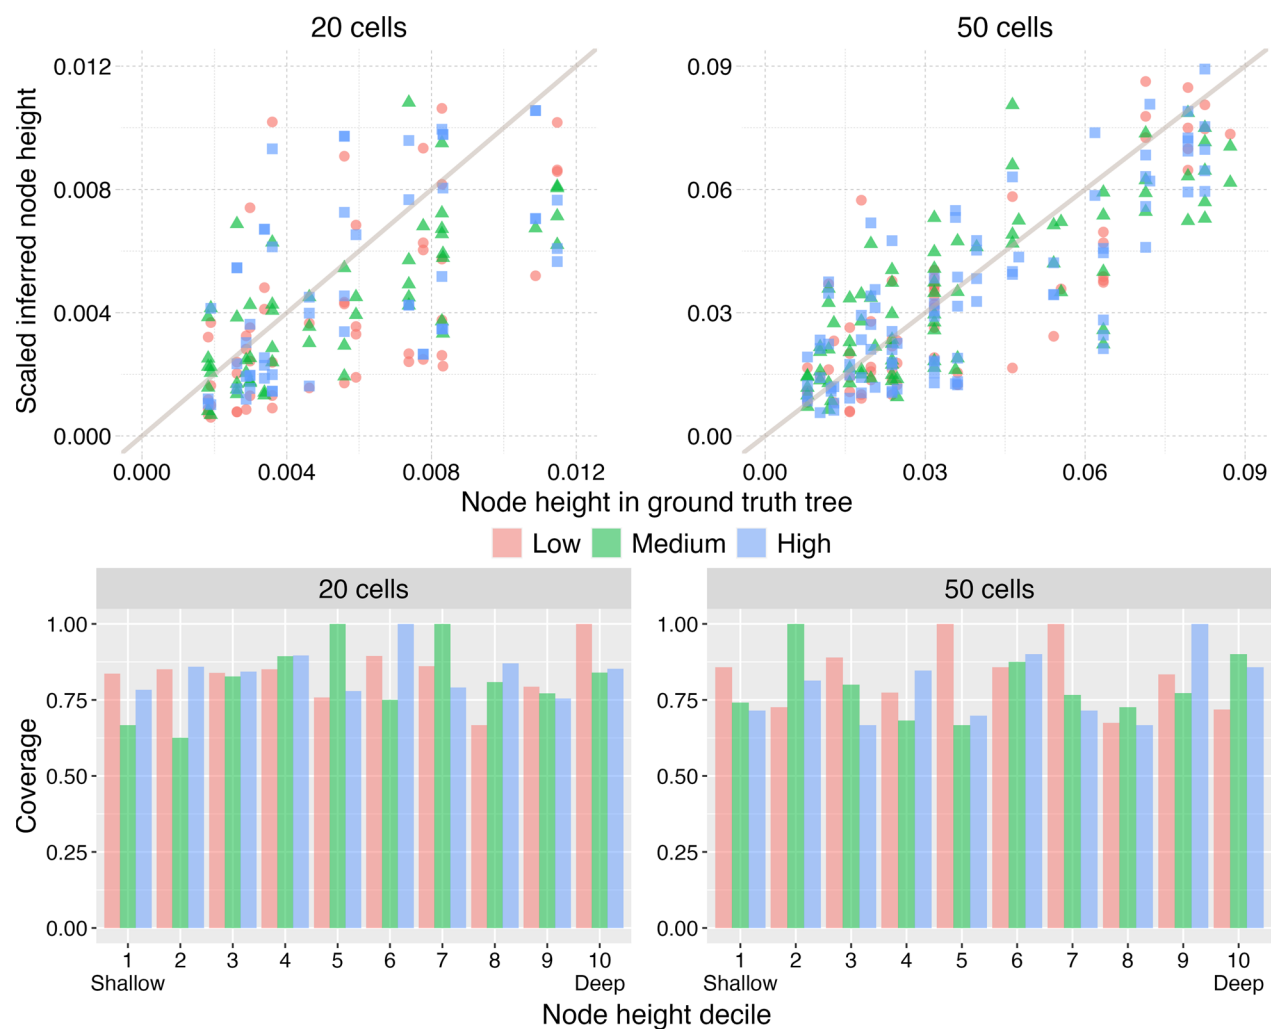 20 cells
50 cells
Scaled inferred node height
0.012
0.008
0.004
0.000
0.000 0.004 0.008 0.012
0.09
0.06
0.03
0.00
0.00 0.03 0.06 0.09
Node height in ground truth tree
Low Medium High
20 cells
50 cells
Coverage
1.00
0.75
0.50
0.25
0.00
1 2 3 4 5 6 7 8 9 10
Shallow Deep
1.00
0.75
0.50
0.25
0.00
1 2 3 4 5 6 7 8 9 10
Shallow Deep
Node height decile